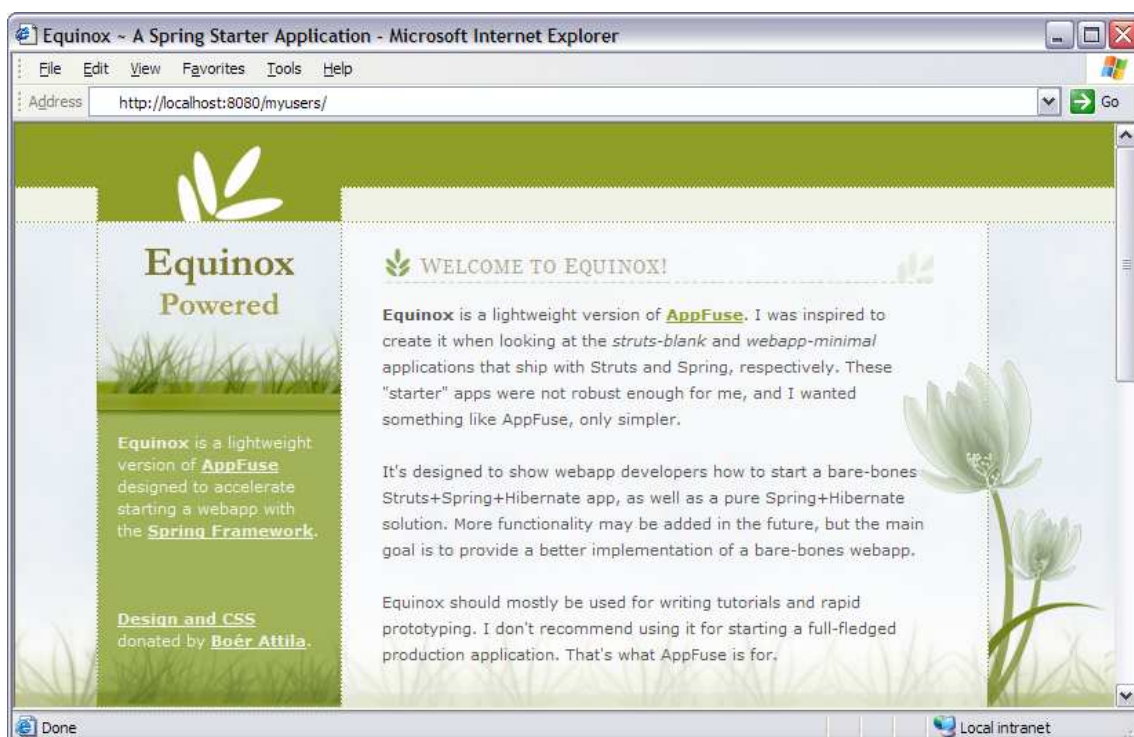 Equinox ~ A Spring Starter Application - Microsoft Internet Explorer
File Edit View Favorites Tools Help
Address http://localhost:8080/myusers/ Go
Equinox
Powered
Equinox is a lightweight
version of AppFuse
designed to accelerate
starting a webapp with
the Spring Framework.
Design and CSS
donated by Boér Attila.
WELCOME TO EQUINOX!
Equinox is a lightweight version of AppFuse. I was inspired to
create it when looking at the struts-blank and webapp-minimal
applications that ship with Struts and Spring, respectively. These
"starter" apps were not robust enough for me, and I wanted
something like AppFuse, only simpler.
It's designed to show webapp developers how to start a bare-bones
Struts+Spring+Hibernate app, as well as a pure Spring+Hibernate
solution. More functionality may be added in the future, but the main
goal is to provide a better implementation of a bare-bones webapp.
Equinox should mostly be used for writing tutorials and rapid
prototyping. I don't recommend using it for starting a full-fledged
production application. That's what AppFuse is for.
Done Local intranet